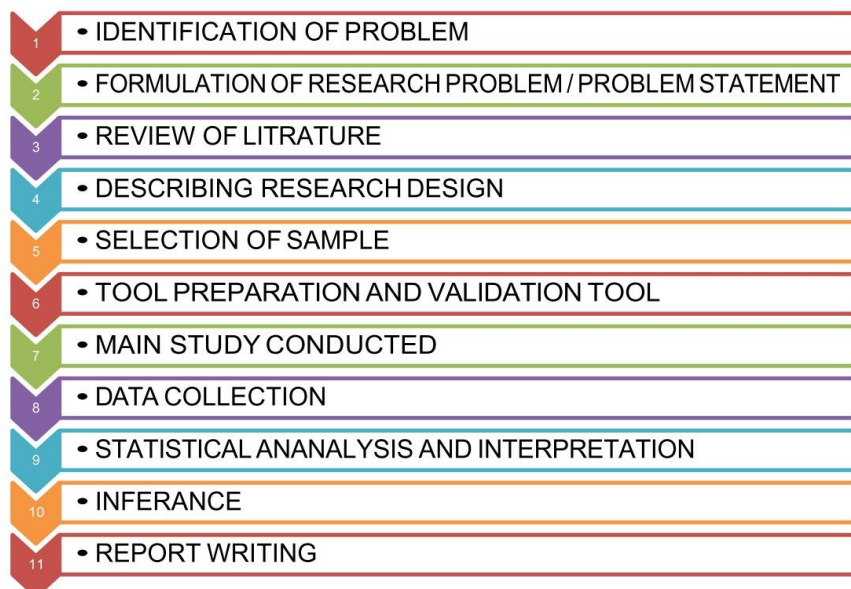 1 • IDENTIFICATION OF PROBLEM
2 • FORMULATION OF RESEARCH PROBLEM / PROBLEM STATEMENT
3 • REVIEW OF LITRATURE
4 • DESCRIBING RESEARCH DESIGN
5 • SELECTION OF SAMPLE
6 • TOOL PREPARATION AND VALIDATION TOOL
7 • MAIN STUDY CONDUCTED
8 • DATA COLLECTION
9 • STATISTICAL ANANALYSIS AND INTERPRETATION
10 • INFERANCE
11 • REPORT WRITING